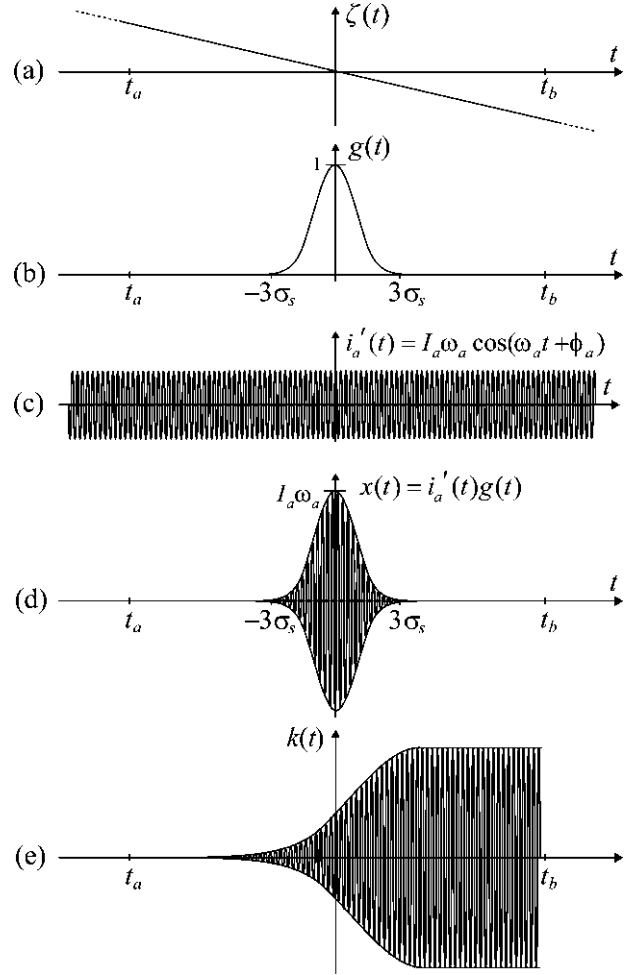 ζ(t)
(a)
t
t_a
t_b
g(t)
1
(b)
t
t_a
−3σ_s
3σ_s
t_b
i_a′(t) = I_a ω_a cos(ω_a t + ϕ_a)
(c)
t
I_a ω_a
x(t) = i_a′(t)g(t)
(d)
t
t_a
−3σ_s
3σ_s
t_b
k(t)
(e)
t_a
t_b